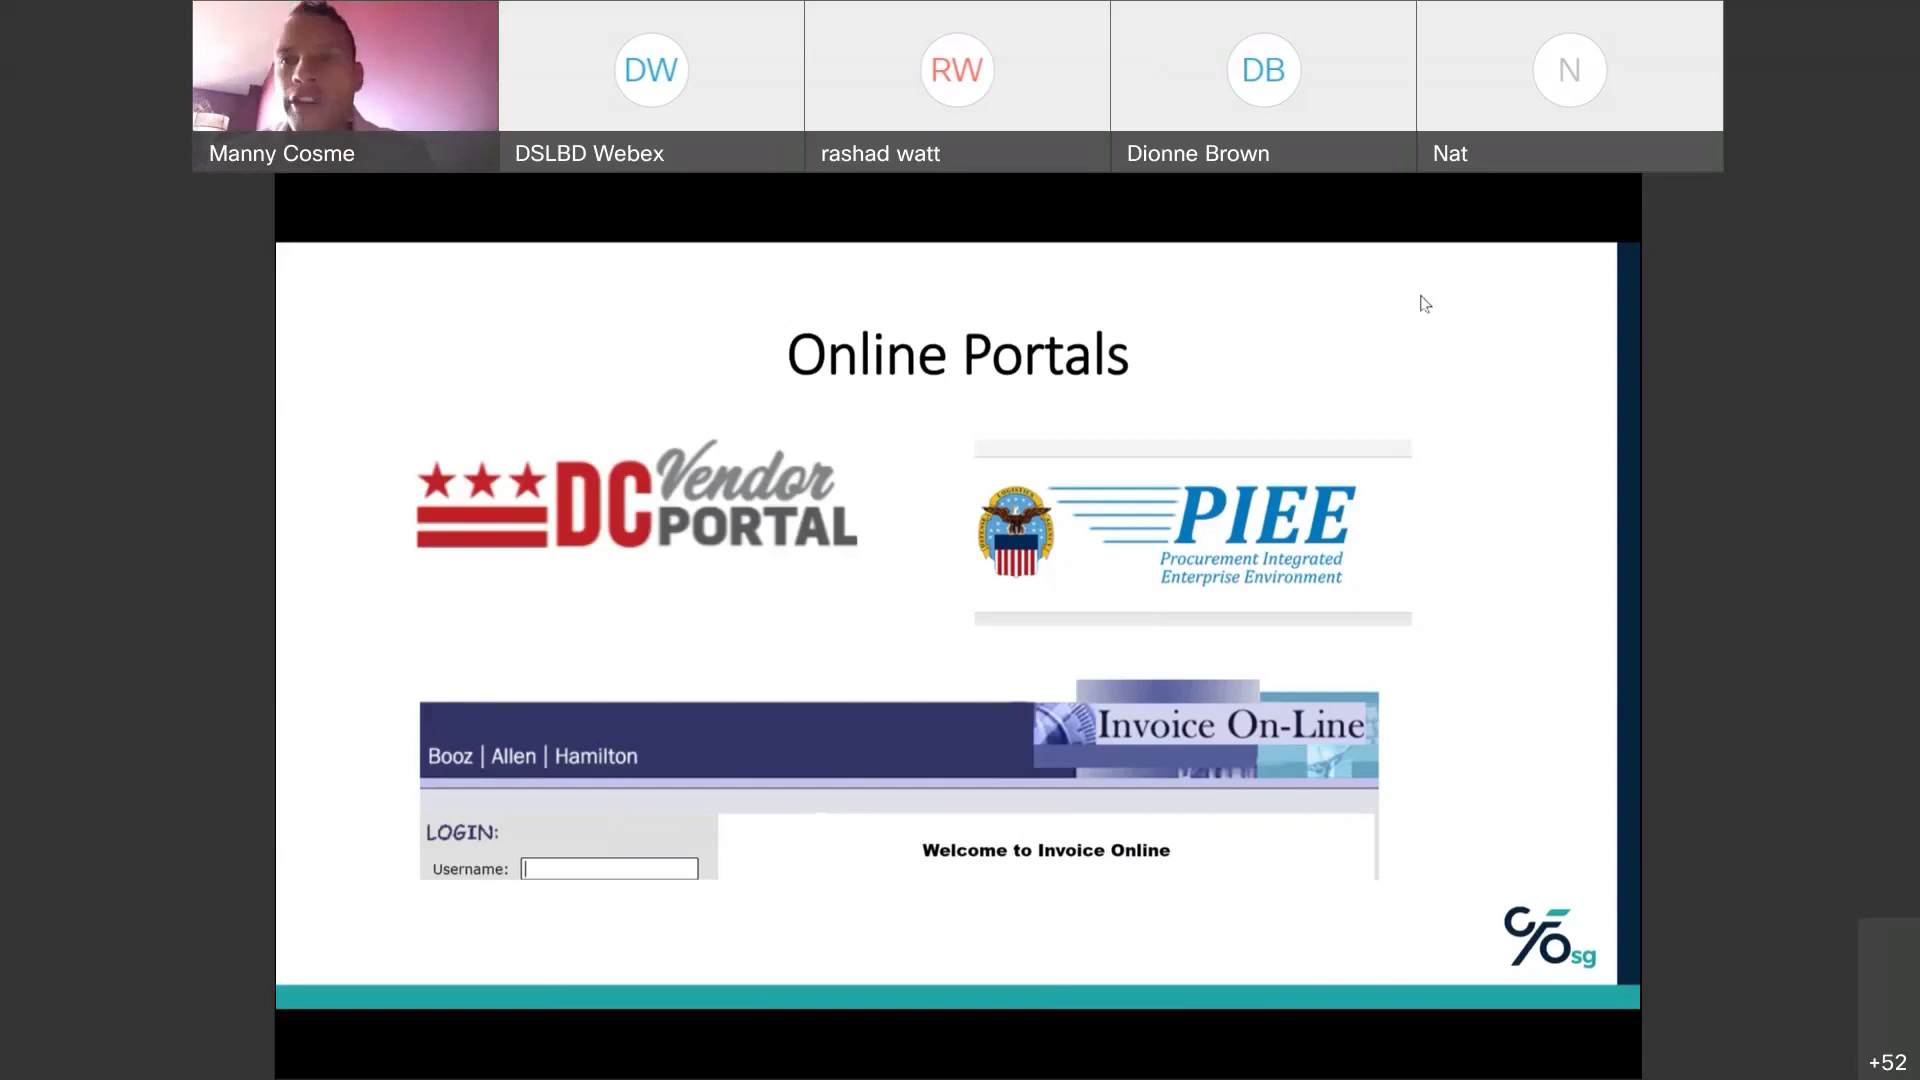 DW
RW
DB
N
Manny Cosme
DSLBD Webex
rashad watt
Dionne Brown
Nat
Online Portals
DC Vendor
PORTAL
PIEE
Procurement Integrated
Enterprise Environment
Invoice On-Line
Booz | Allen | Hamilton
LOGIN:
Username:
Welcome to Invoice Online
CFO sg
+52